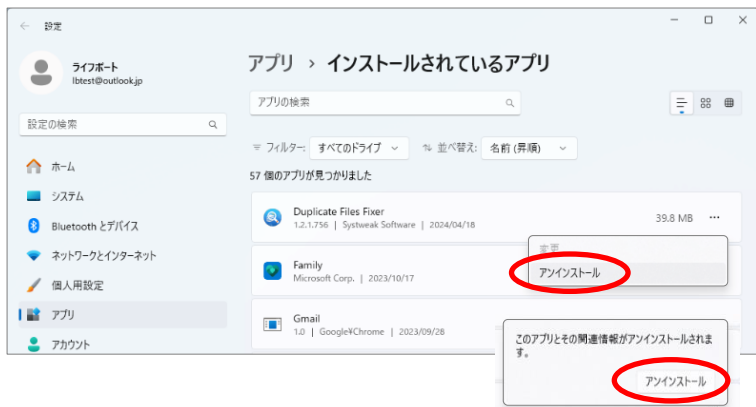 ← 設定
ライフボート
lbtest@outlook.jp
設定の検索
ホーム
システム
Bluetooth とデバイス
ネットワークとインターネット
個人用設定
アプリ
アカウント
アプリ › インストールされているアプリ
アプリの検索
フィルター: すべてのドライブ 並べ替え: 名前 (昇順)
57 個のアプリが見つかりました
Duplicate Files Fixer
1.2.1.756 | Systweak Software | 2024/04/18
39.8 MB
変更
アンインストール
Family
Microsoft Corp. | 2023/10/17
Gmail
1.0 | Google¥Chrome | 2023/09/28
このアプリとその関連情報がアンインストールされま
す。
アンインストール